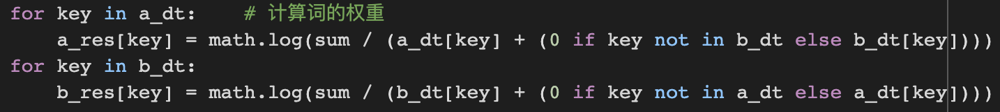 for key in a_dt:    # 计算词的权重
    a_res[key] = math.log(sum / (a_dt[key] + (0 if key not in b_dt else b_dt[key])))
for key in b_dt:
    b_res[key] = math.log(sum / (b_dt[key] + (0 if key not in a_dt else a_dt[key])))